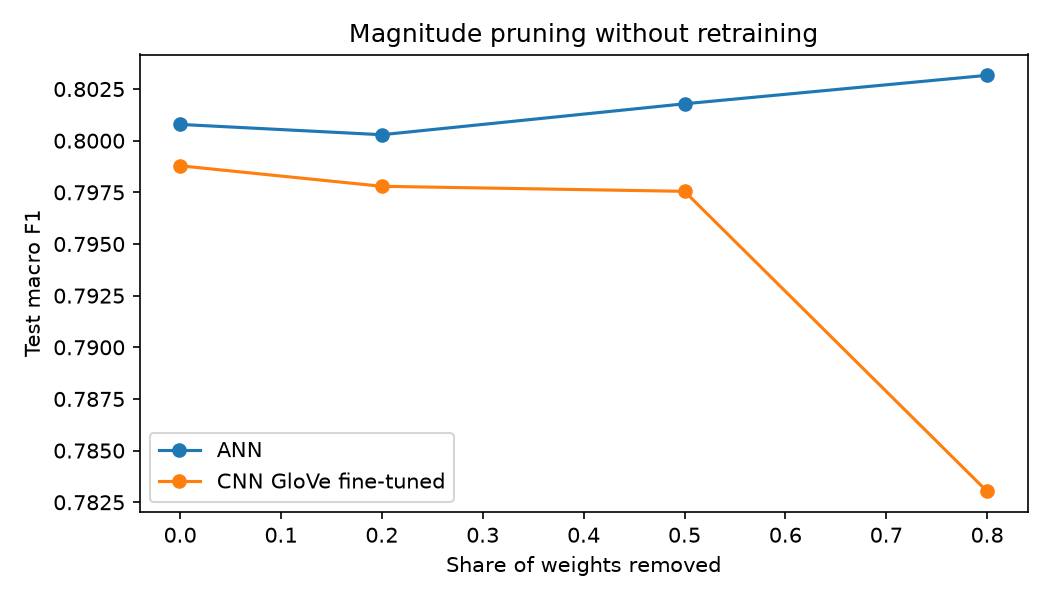 Magnitude pruning without retraining
Test macro F1
0.8025
0.8000
0.7975
0.7950
0.7925
0.7900
0.7875
0.7850
0.7825
ANN
CNN GloVe fine-tuned
0.0 0.1 0.2 0.3 0.4 0.5 0.6 0.7 0.8
Share of weights removed